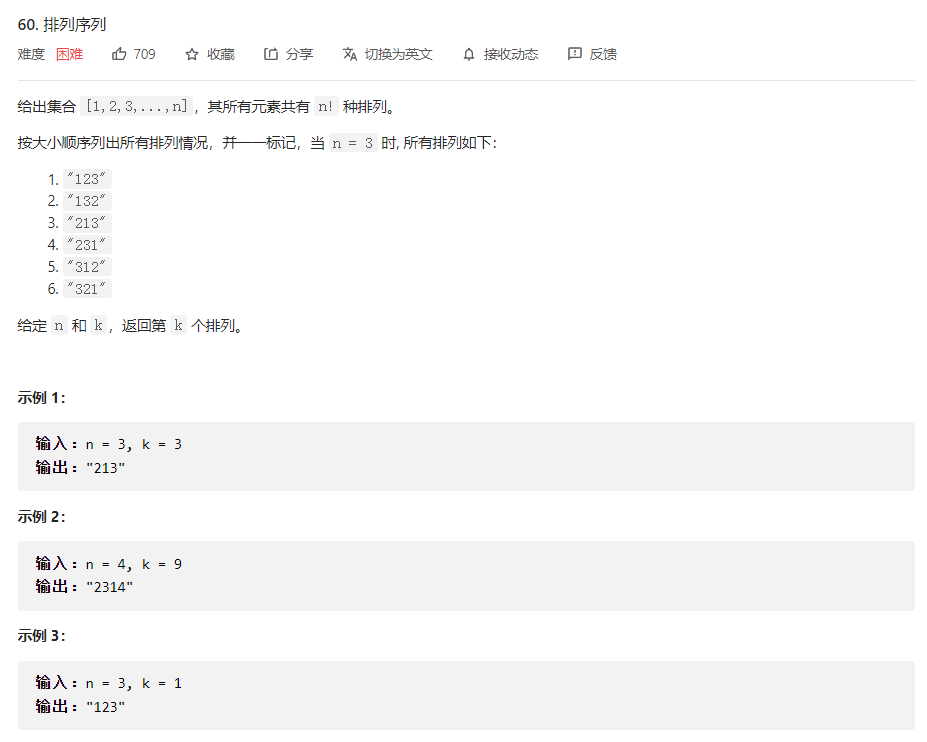 60. 排列序列
难度 困难 709 收藏 分享 切换为英文 接收动态 反馈
给出集合 [1,2,3,...,n]，其所有元素共有 n! 种排列。
按大小顺序列出所有排列情况，并一一标记，当 n = 3 时, 所有排列如下：
1. "123"
2. "132"
3. "213"
4. "231"
5. "312"
6. "321"
给定 n 和 k，返回第 k 个排列。
示例 1：
输入：n = 3, k = 3
输出："213"
示例 2：
输入：n = 4, k = 9
输出："2314"
示例 3：
输入：n = 3, k = 1
输出："123"